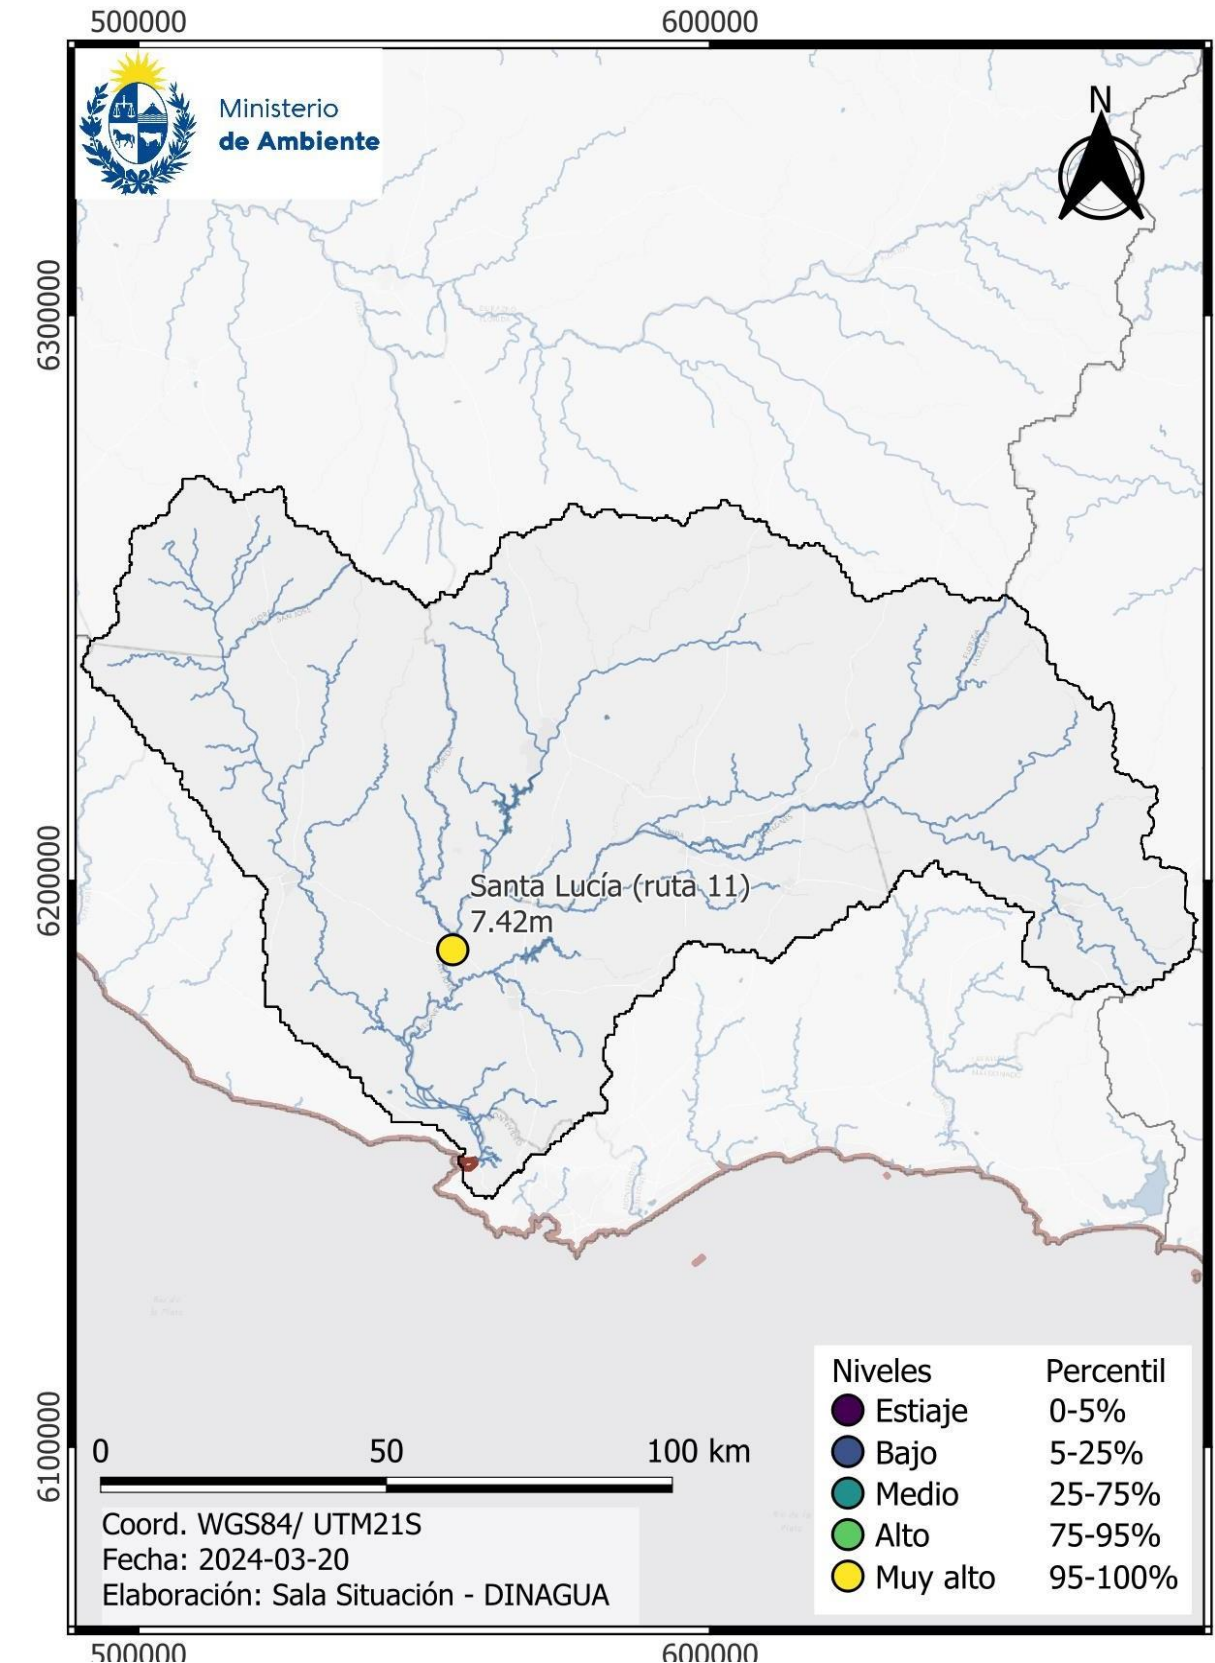 500000
600000
Ministerio
de Ambiente
N
6300000
6200000
Santa Lucía (ruta 11)
7.42m
6100000
Niveles Percentil
Estiaje 0-5%
Bajo 5-25%
Medio 25-75%
Alto 75-95%
Muy alto 95-100%
0 50 100 km
Coord. WGS84/ UTM21S
Fecha: 2024-03-20
Elaboración: Sala Situación - DINAGUA
500000
600000